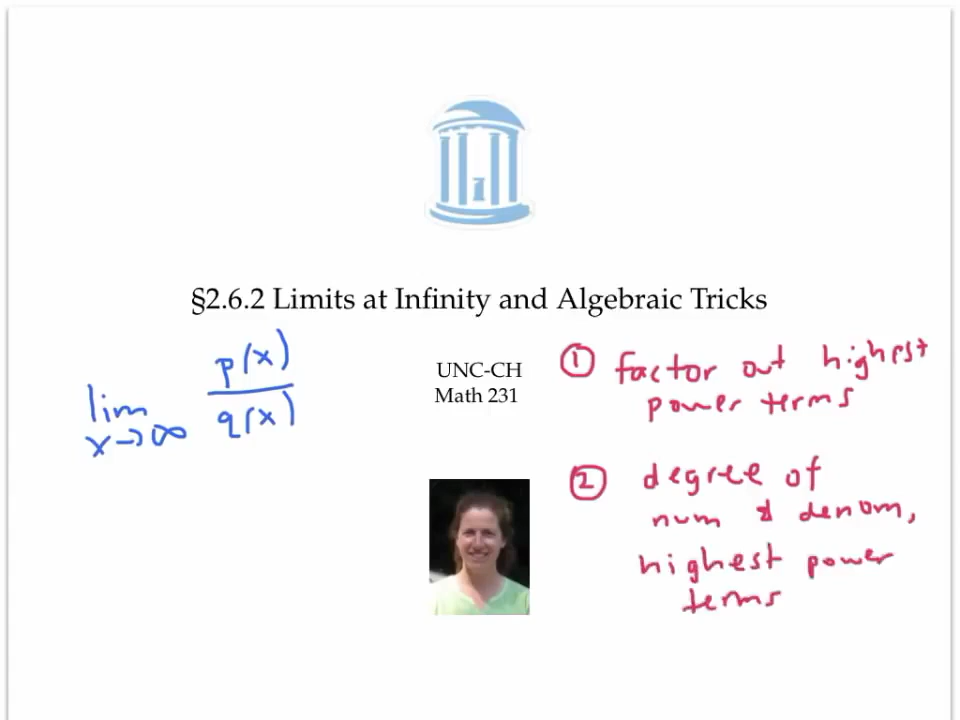 §2.6.2 Limits at Infinity and Algebraic Tricks
lim x→∞ p(x)/q(x)
UNC-CH
Math 231
① factor out highest
power terms
② degree of
num & denom,
highest power
terms